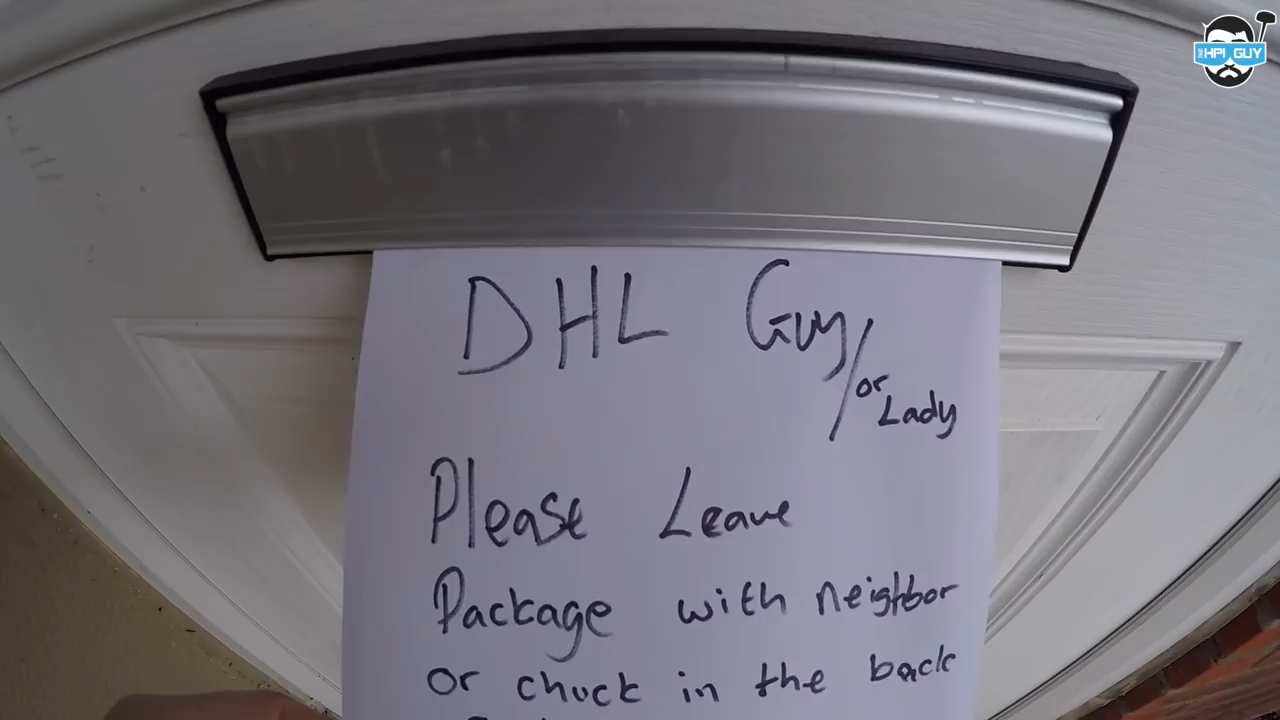 THE HPI GUY
DHL Guy/
or Lady
Please Leave
Package with neighbor
or chuck in the back